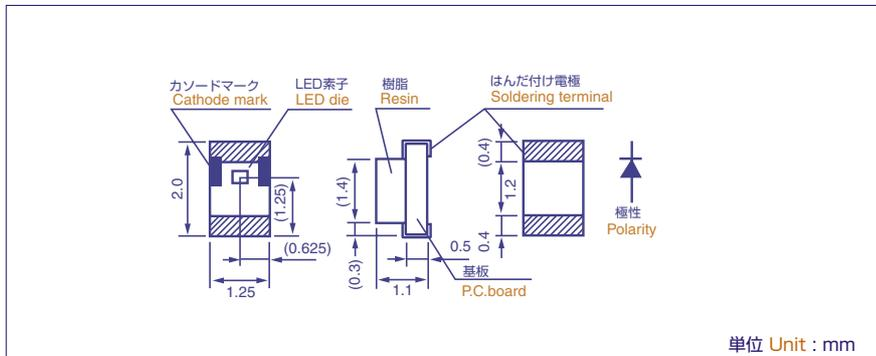 カソードマーク
Cathode mark
LED素子
LED die
樹脂
Resin
はんだ付け電極
Soldering terminal
2.0
(1.25)
(0.625)
1.25
(1.4)
(0.3)
0.5
1.1
基板
P.C.board
(0.4)
1.2
0.4
極性
Polarity
単位 Unit : mm